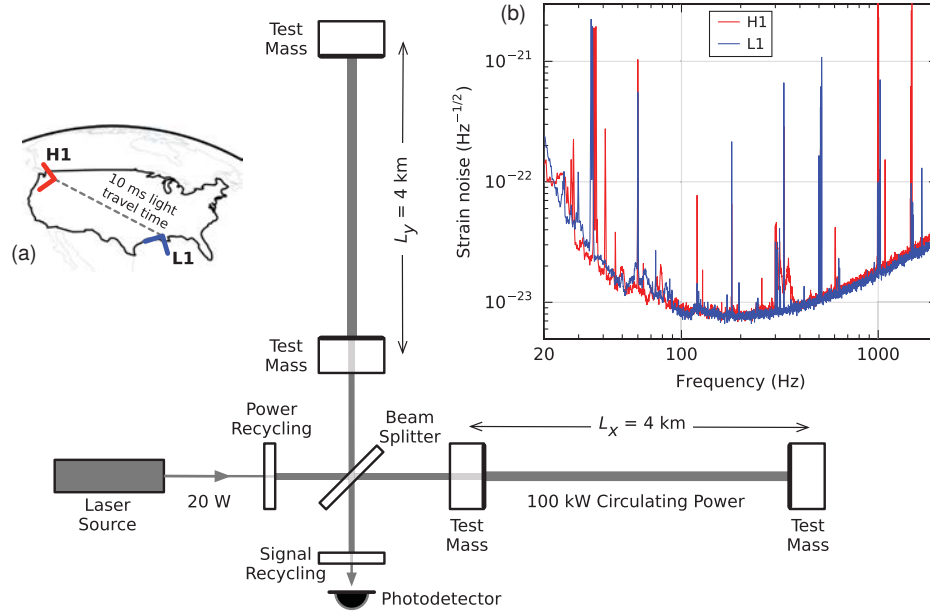 Test
Mass
L_y = 4 km
Test
Mass
H1
10 ms light
travel time
(a)
L1
Power
Recycling
Beam
Splitter
L_x = 4 km
20 W
Laser
Source
100 kW Circulating Power
Test
Mass
Test
Mass
Signal
Recycling
Photodetector
(b)
H1
L1
Strain noise (Hz^{-1/2})
10^{-21}
10^{-22}
10^{-23}
20
100
1000
Frequency (Hz)